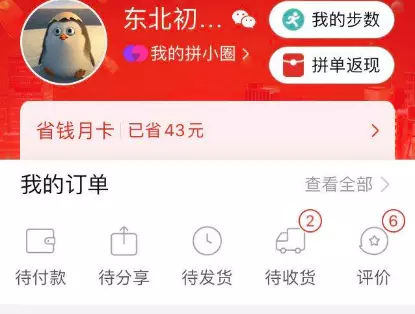 东北初... 我的步数
我的拼小圈 > 拼单返现
省钱月卡 | 已省43元 >
我的订单 查看全部 >
2 6
待付款 待分享 待发货 待收货 评价